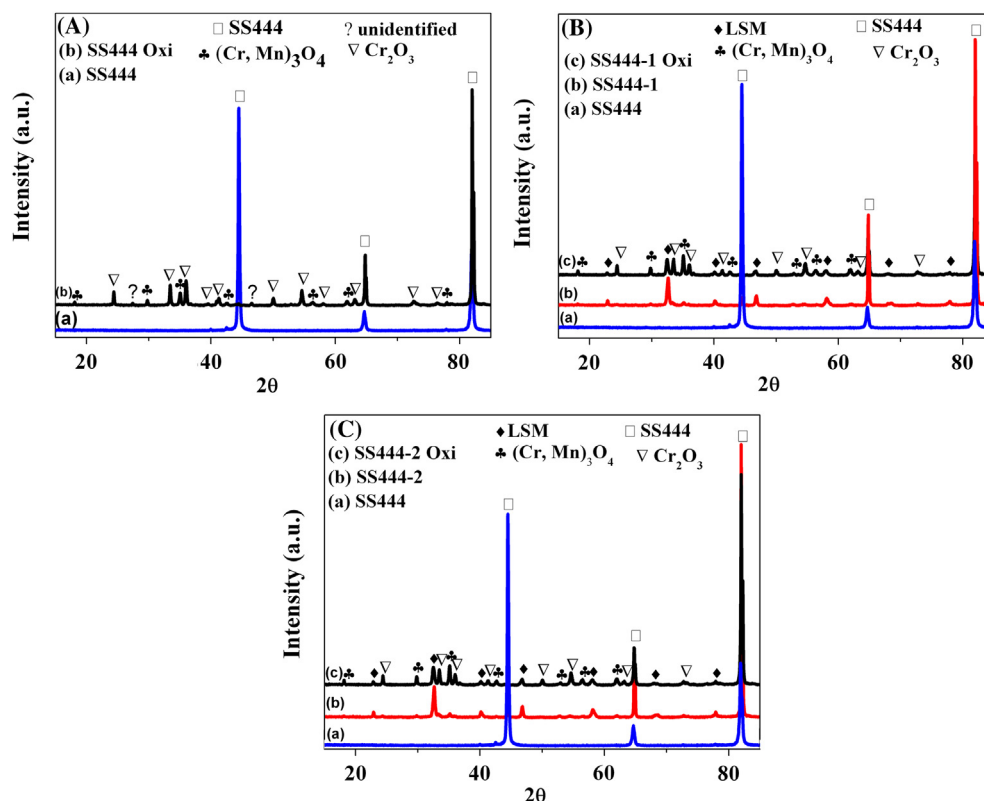 (A)
□ SS444 ? unidentified
(b) SS444 Oxi ♣ (Cr, Mn)3O4 ▽ Cr2O3
(a) SS444
Intensity (a.u.)
(b)
? ?
(a)
20 40 60 80
2θ
(B)
♦ LSM □ SS444
(c) SS444-1 Oxi ♣ (Cr, Mn)3O4 ▽ Cr2O3
(b) SS444-1
(a) SS444
Intensity (a.u.)
(c)
(b)
(a)
20 40 60 80
2θ
(C)
♦ LSM □ SS444
(c) SS444-2 Oxi ♣ (Cr, Mn)3O4 ▽ Cr2O3
(b) SS444-2
(a) SS444
Intensity (a.u.)
(c)
(b)
(a)
20 40 60 80
2θ